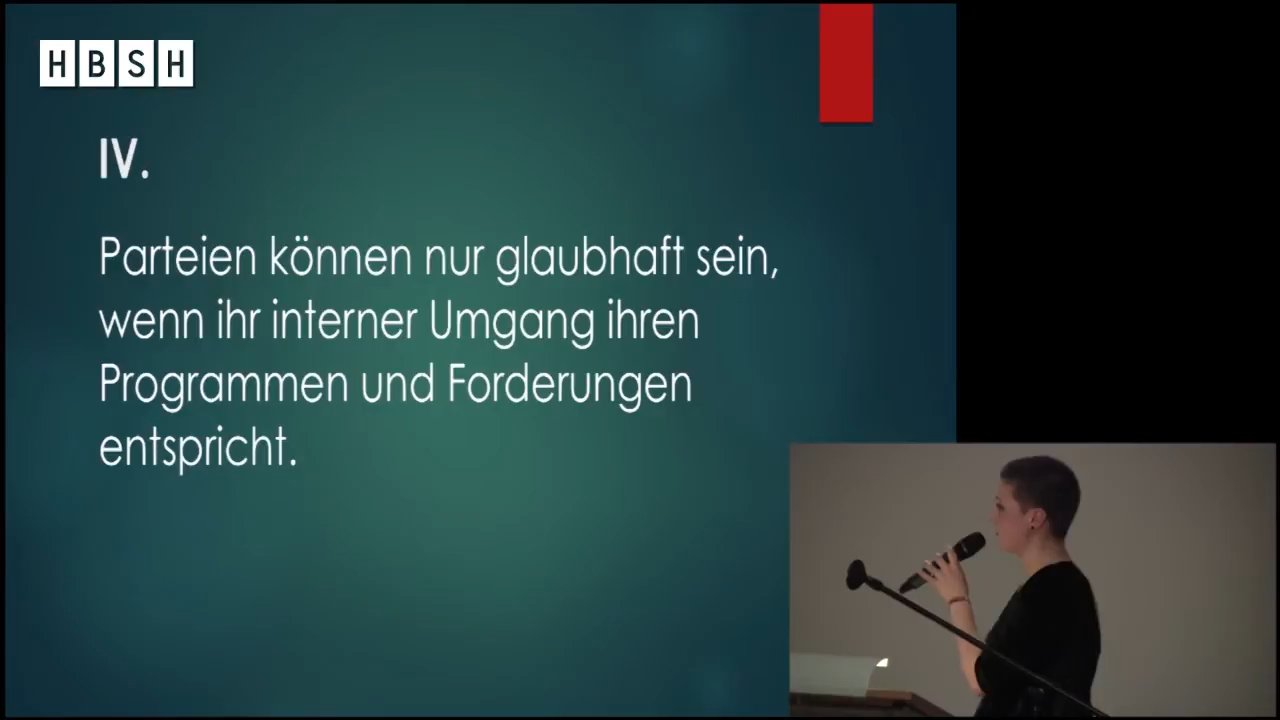 HBSH
IV.
Parteien können nur glaubhaft sein,
wenn ihr interner Umgang ihren
Programmen und Forderungen
entspricht.